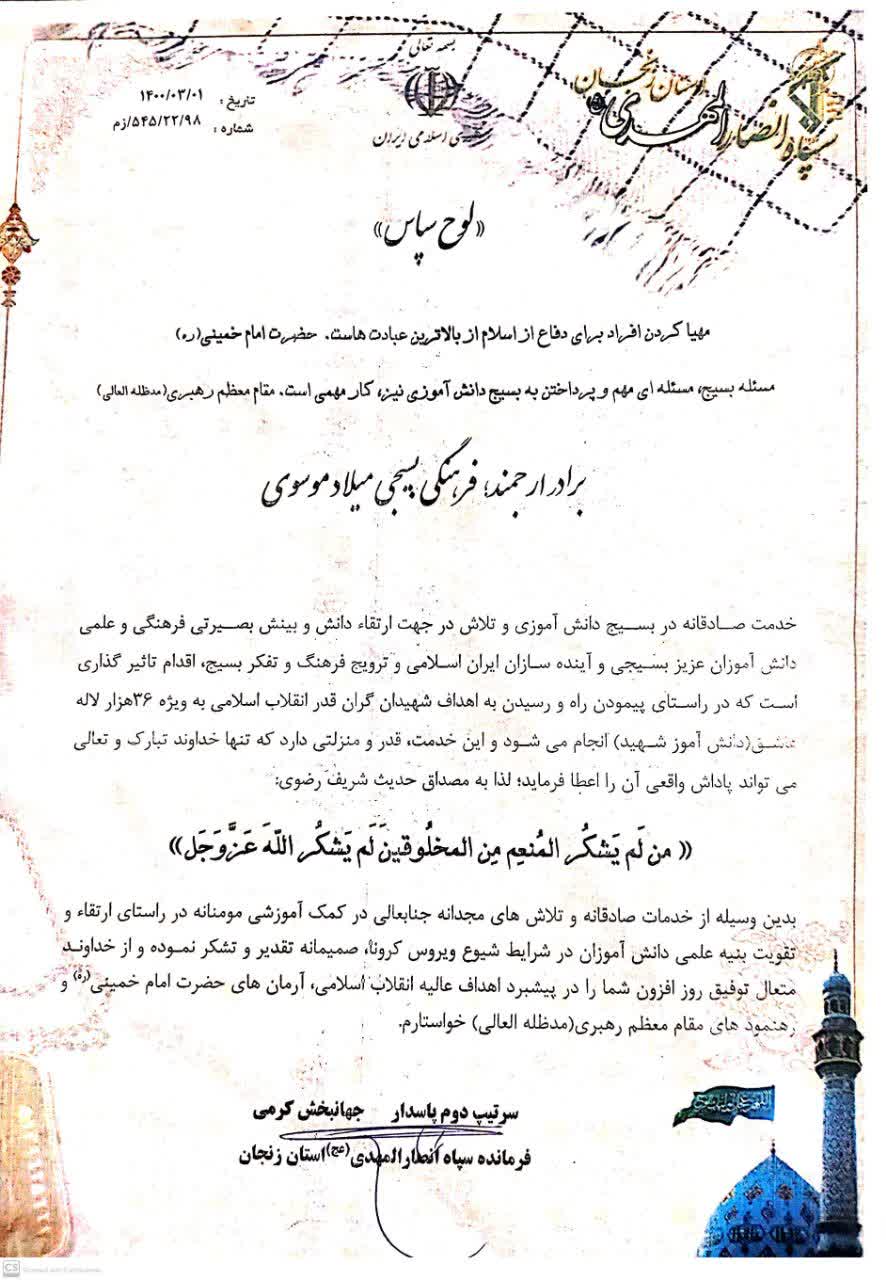 بسمه تعالی
استان زنجان
سپاه انصار المهدی
اسلامی ایران
تاریخ : ۱۴۰۰/۰۳/۰۱
شماره : ۵۴۵/۲۲/۹۸/زم
«لوح سپاس»
مهیا کردن افراد برای دفاع از اسلام از بالاترین عبادت هاست. حضرت امام خمینی(ره)
مسئله بسیج، مسئله ای مهم و پرداختن به بسیج دانش آموزی نیز، کار مهمی است. مقام معظم رهبری(مدظله العالی)
برادر ارجمند؛ فرهنگی بسیجی میلاد موسوی
خدمت صادقانه در بسیج دانش آموزی و تلاش در جهت ارتقاء دانش و بینش بصیرتی فرهنگی و علمی
دانش آموزان عزیز بسیجی و آینده سازان ایران اسلامی و ترویج فرهنگ و تفکر بسیج، اقدام تاثیر گذاری
است که در راستای پیمودن راه و رسیدن به اهداف شهیدان گران قدر انقلاب اسلامی به ویژه ۳۶هزار لاله
عاشق(دانش آموز شهید) انجام می شود و این خدمت، قدر و منزلتی دارد که تنها خداوند تبارک و تعالی
می تواند پاداش واقعی آن را اعطا فرماید؛ لذا به مصداق حدیث شریف رضوی:
« من لَم یَشکُر المُنعِم مِن المخلُوقینَ لَم یَشکُر اللّهَ عَزَّوَجَل»
بدین وسیله از خدمات صادقانه و تلاش های مجدانه جنابعالی در کمک آموزشی مومنانه در راستای ارتقاء و
تقویت بنیه علمی دانش آموزان در شرایط شیوع ویروس کرونا، صمیمانه تقدیر و تشکر نموده و از خداوند
متعال توفیق روز افزون شما را در پیشبرد اهداف عالیه انقلاب اسلامی، آرمان های حضرت امام خمینی(ره) و
رهنمود های مقام معظم رهبری(مدظله العالی) خواستارم.
سرتیپ دوم پاسدار جهانبخش کرمی
فرمانده سپاه انصارالمهدی(عج)استان زنجان
CS